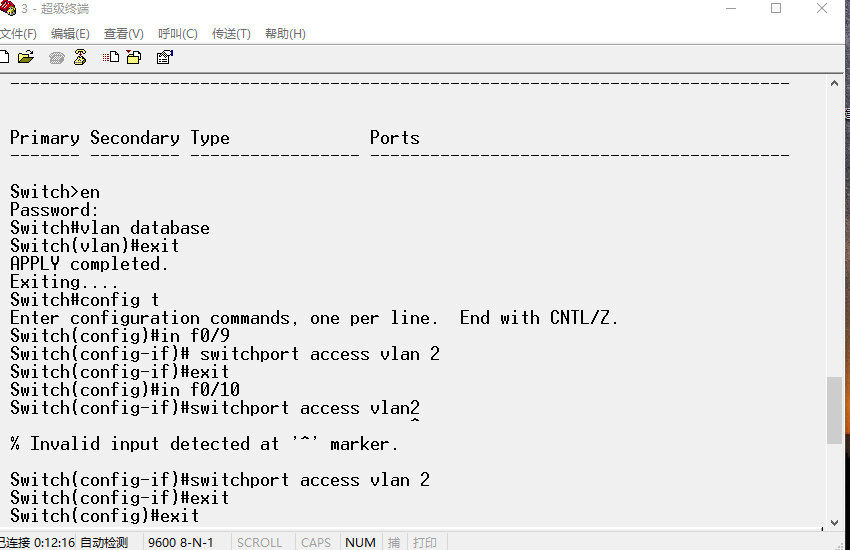 3 - 超级终端
文件(F) 编辑(E) 查看(V) 呼叫(C) 传送(T) 帮助(H)
------------------------------------------------------------------------------
Primary Secondary Type Ports
------- --------- ----------------- ------------------------------------------
Switch>en
Password:
Switch#vlan database
Switch(vlan)#exit
APPLY completed.
Exiting....
Switch#config t
Enter configuration commands, one per line. End with CNTL/Z.
Switch(config)#in f0/9
Switch(config-if)# switchport access vlan 2
Switch(config-if)#exit
Switch(config)#in f0/10
Switch(config-if)#switchport access vlan2
^
% Invalid input detected at '^' marker.
Switch(config-if)#switchport access vlan 2
Switch(config-if)#exit
Switch(config)#exit
已连接 0:12:16 自动检测 9600 8-N-1 SCROLL CAPS NUM 捕 打印